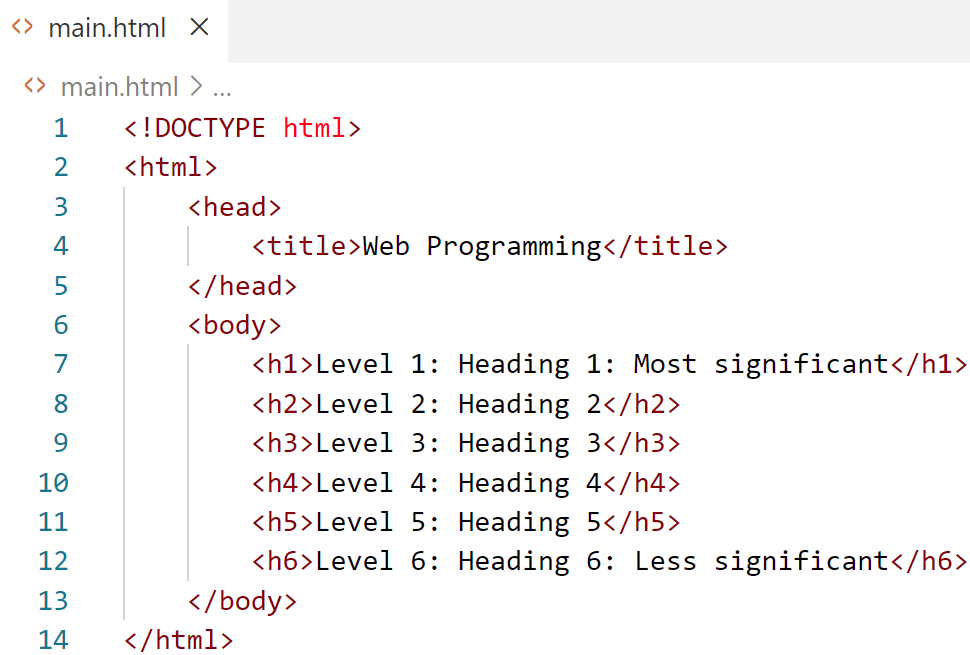 main.html
main.html > ...
1 <!DOCTYPE html>
2 <html>
3 <head>
4 <title>Web Programming</title>
5 </head>
6 <body>
7 <h1>Level 1: Heading 1: Most significant</h1>
8 <h2>Level 2: Heading 2</h2>
9 <h3>Level 3: Heading 3</h3>
10 <h4>Level 4: Heading 4</h4>
11 <h5>Level 5: Heading 5</h5>
12 <h6>Level 6: Heading 6: Less significant</h6>
13 </body>
14 </html>